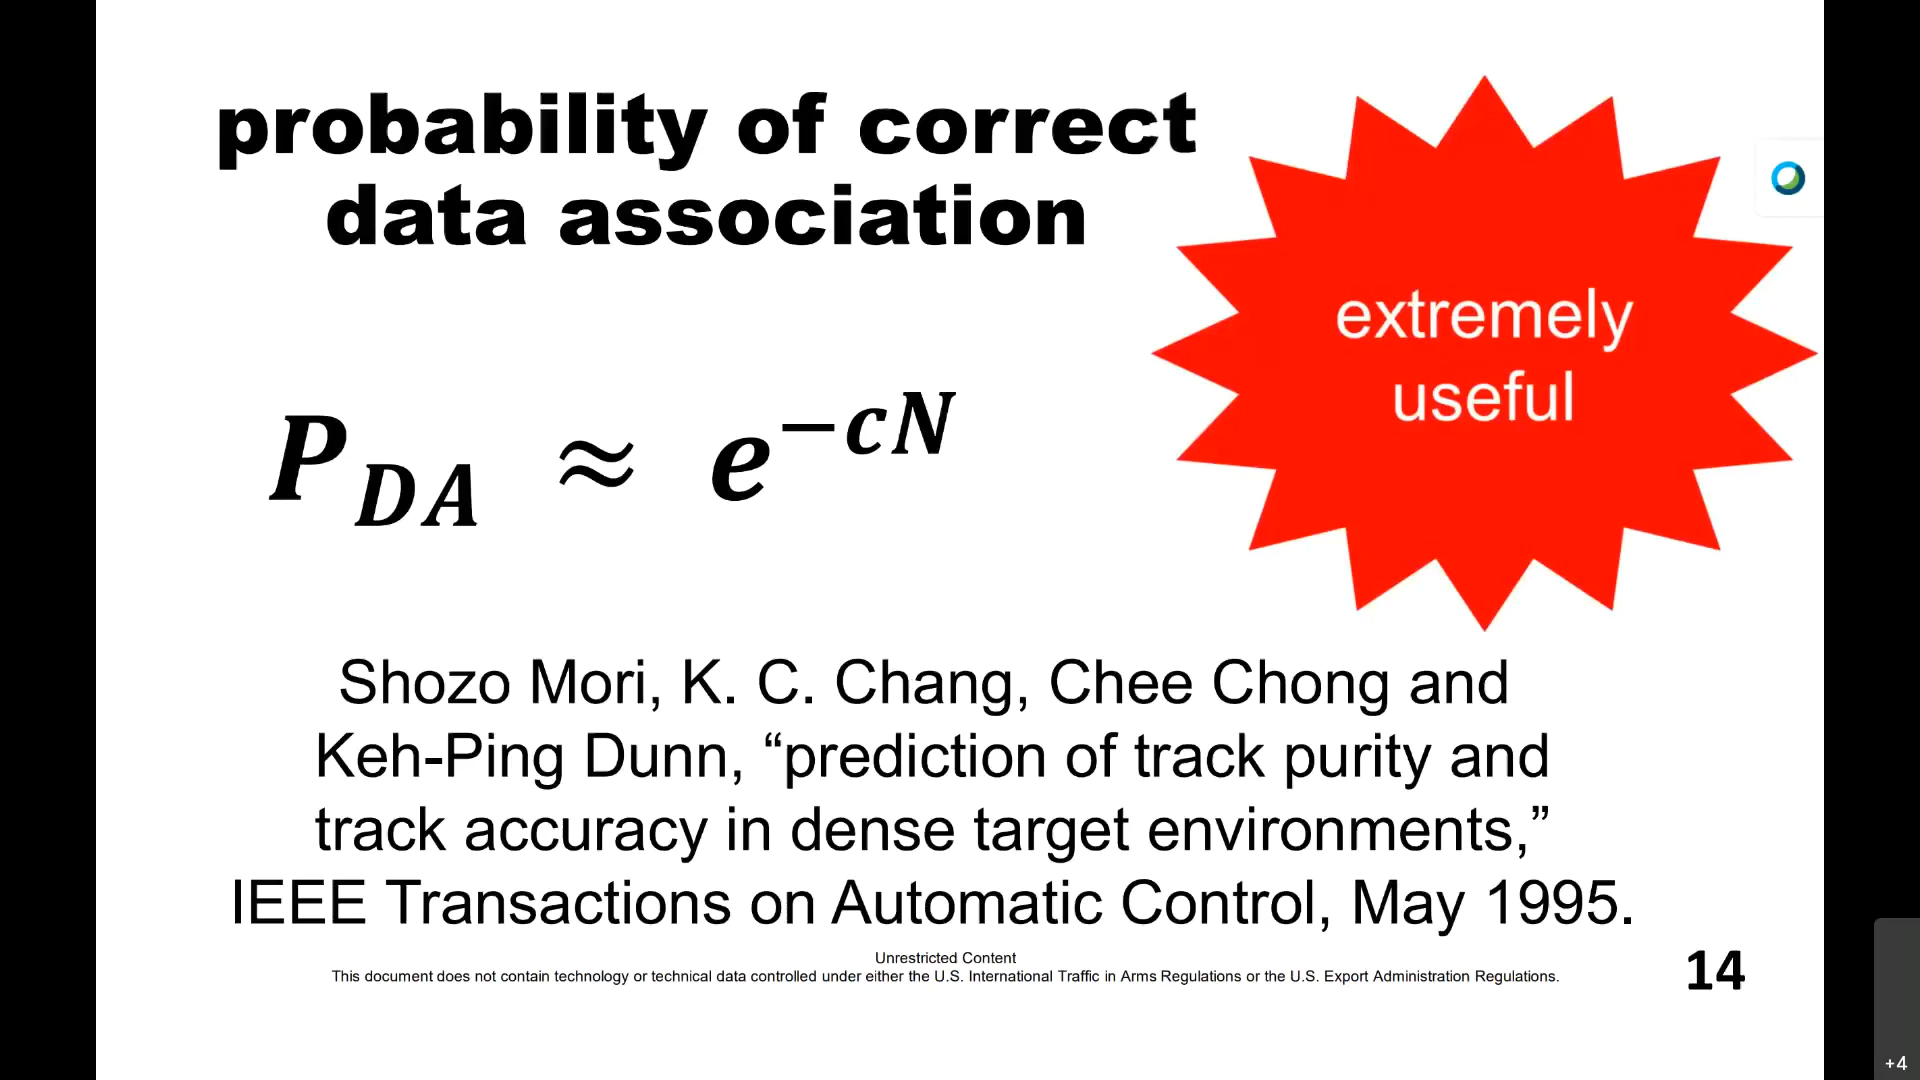 probability of correct
data association
extremely
useful
P_{DA} ≈ e^{-cN}
Shozo Mori, K. C. Chang, Chee Chong and
Keh-Ping Dunn, “prediction of track purity and
track accuracy in dense target environments,”
IEEE Transactions on Automatic Control, May 1995.
Unrestricted Content
This document does not contain technology or technical data controlled under either the U.S. International Traffic in Arms Regulations or the U.S. Export Administration Regulations.
14
+4